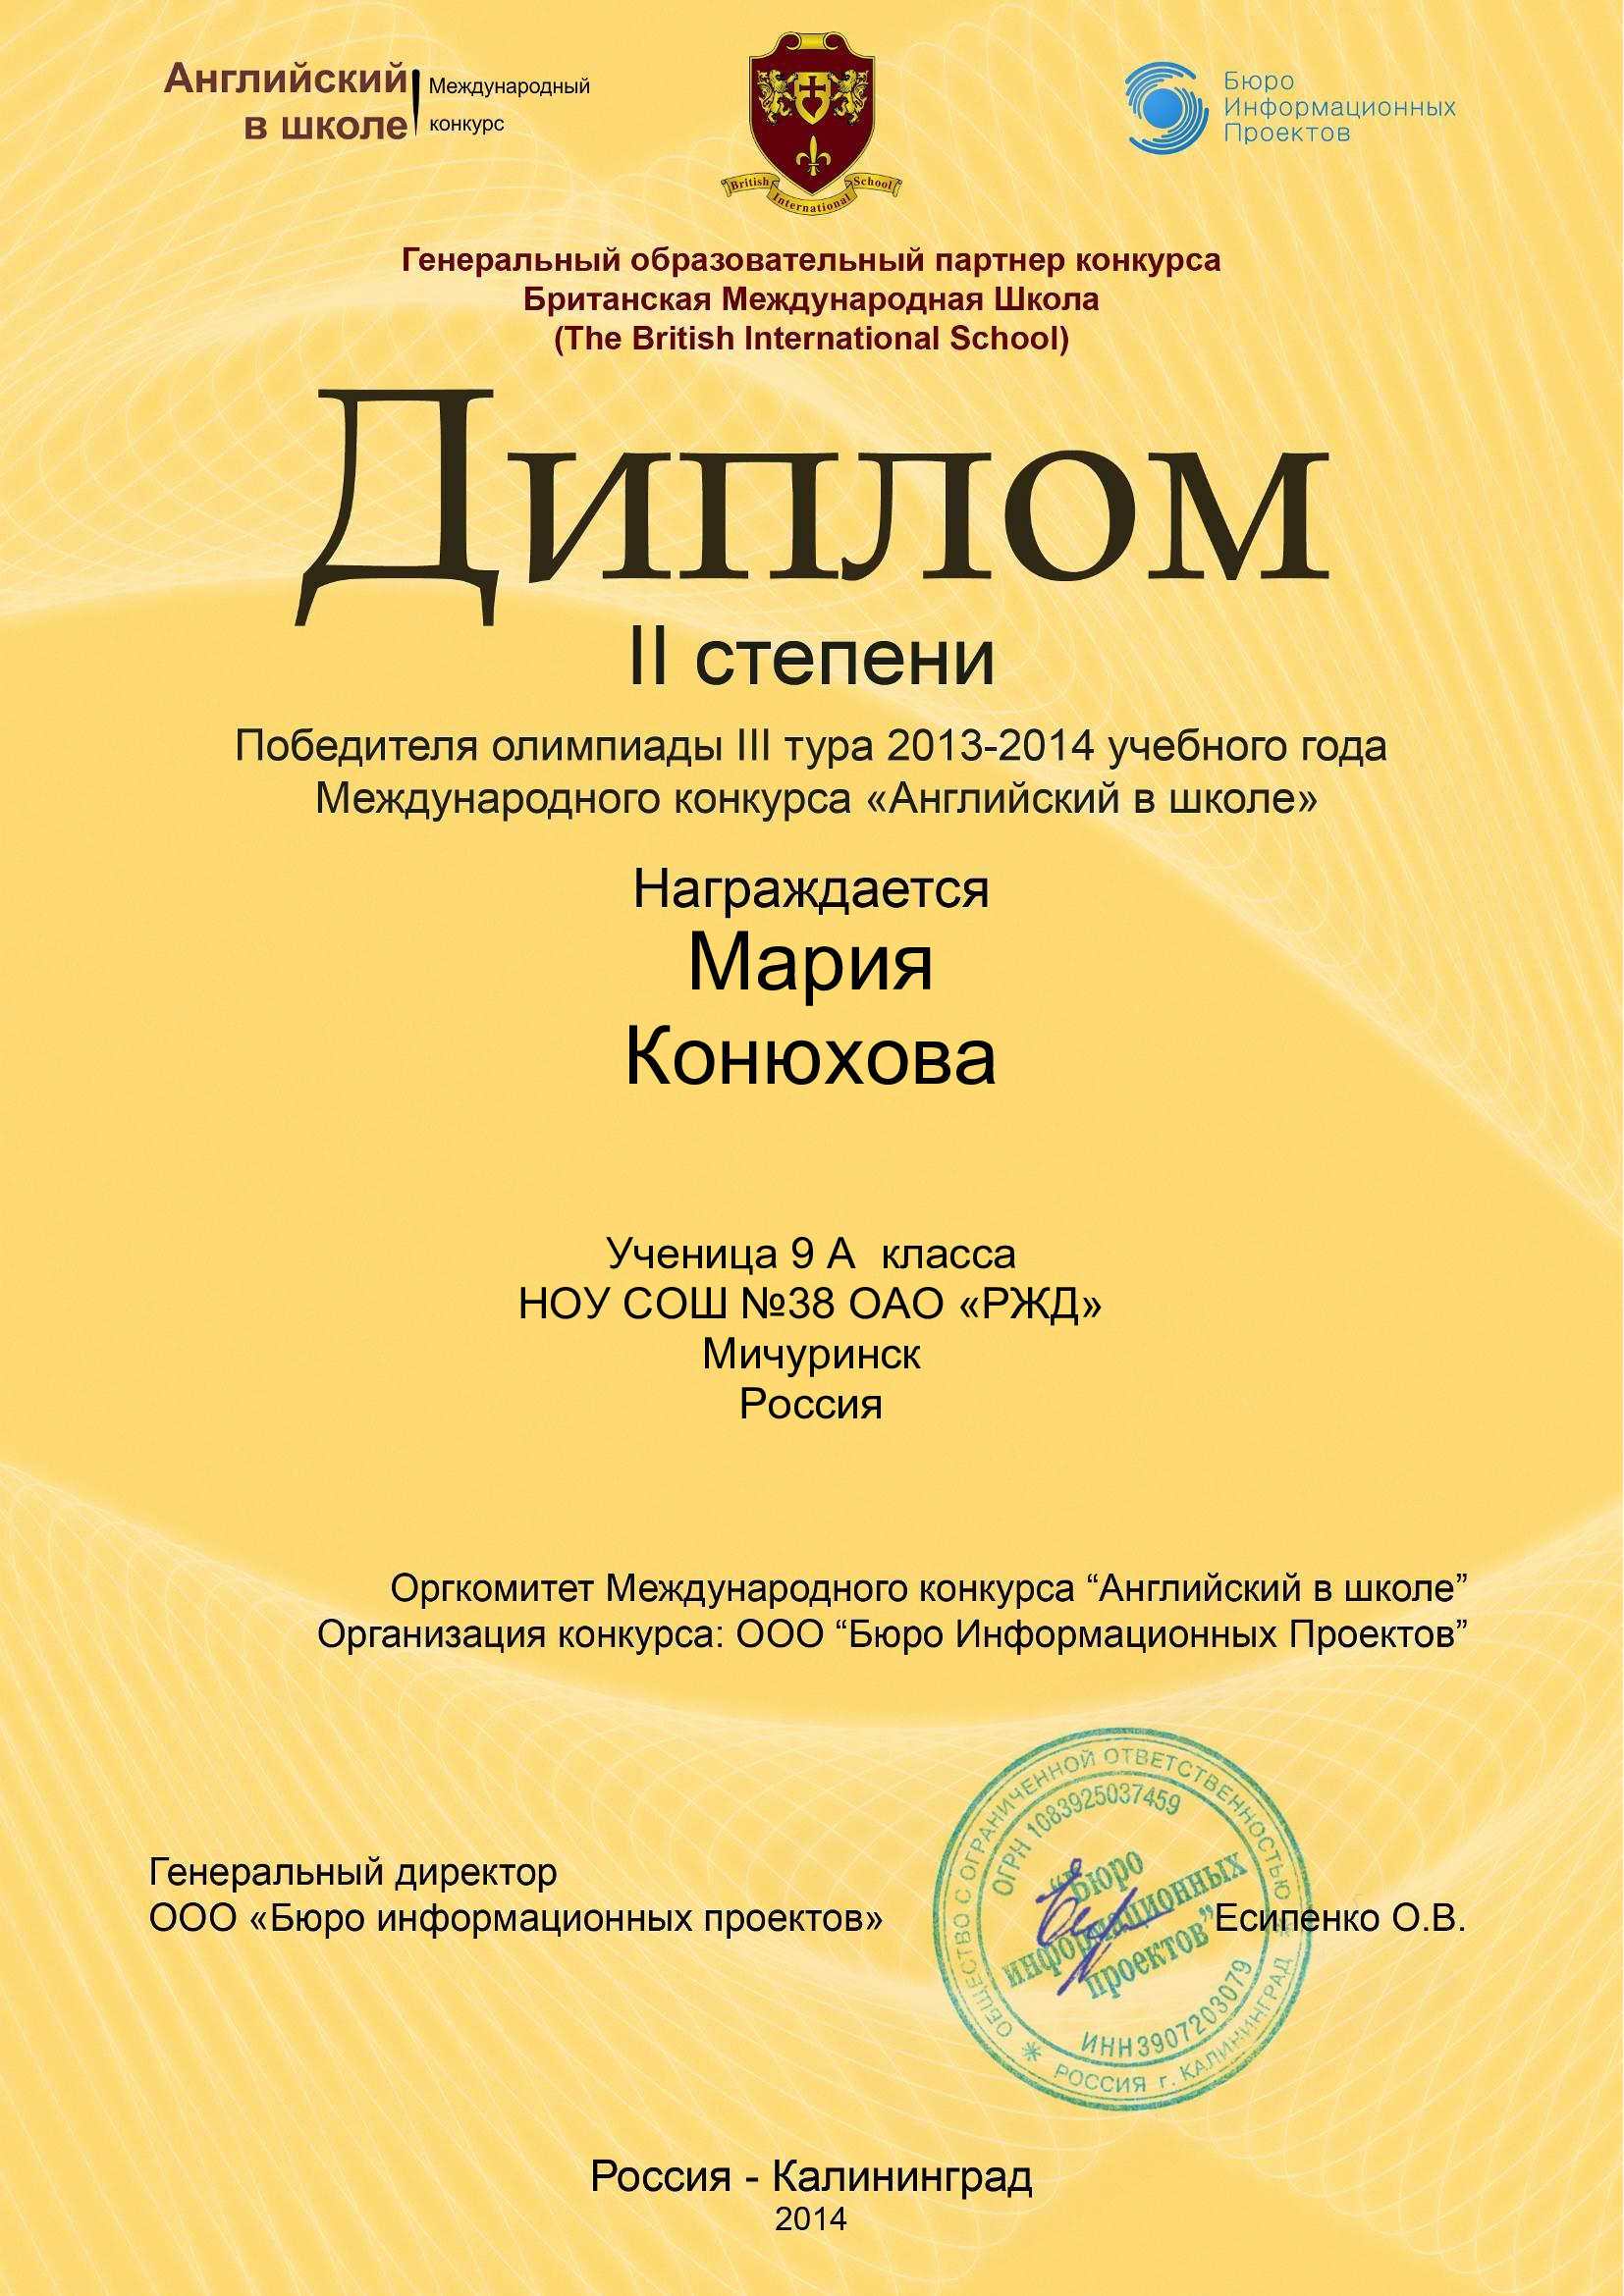 Английский
в школе
Международный
конкурс
British International School
Бюро
Информационных
Проектов
Генеральный образовательный партнер конкурса
Британская Международная Школа
(The British International School)
Диплом
II степени
Победителя олимпиады III тура 2013-2014 учебного года
Международного конкурса «Английский в школе»
Награждается
Мария
Конюхова
Ученица 9 А класса
НОУ СОШ №38 ОАО «РЖД»
Мичуринск
Россия
Оргкомитет Международного конкурса “Английский в школе”
Организация конкурса: ООО “Бюро Информационных Проектов”
Генеральный директор
ООО «Бюро информационных проектов»
Есипенко О.В.
ОБЩЕСТВО С ОГРАНИЧЕННОЙ ОТВЕТСТВЕННОСТЬЮ
РОССИЯ г. КАЛИНИНГРАД
ОГРН 1083925037459
“Бюро
информационных
проектов”
ИНН3907203079
Россия - Калининград
2014